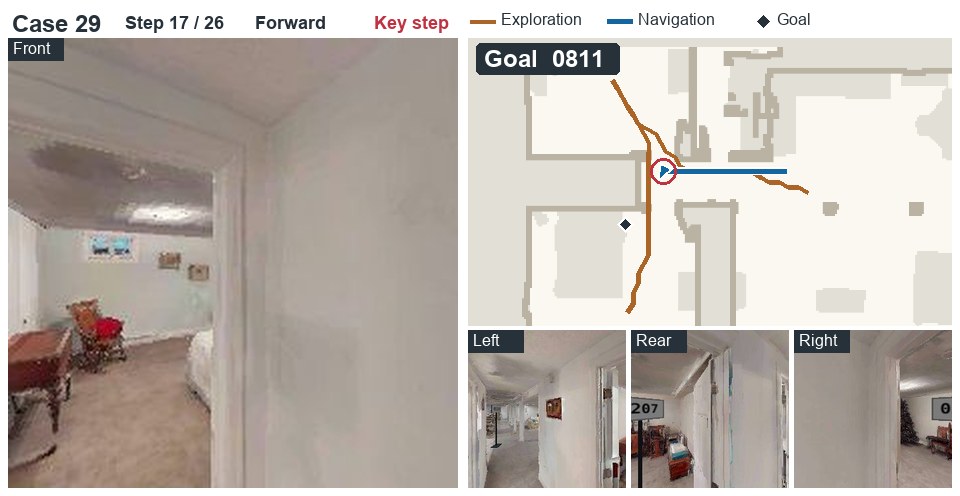 Case 29 Step 17 / 26 Forward Key step
Exploration Navigation Goal
Front
Goal 0811
Left
Rear
Right
207
0